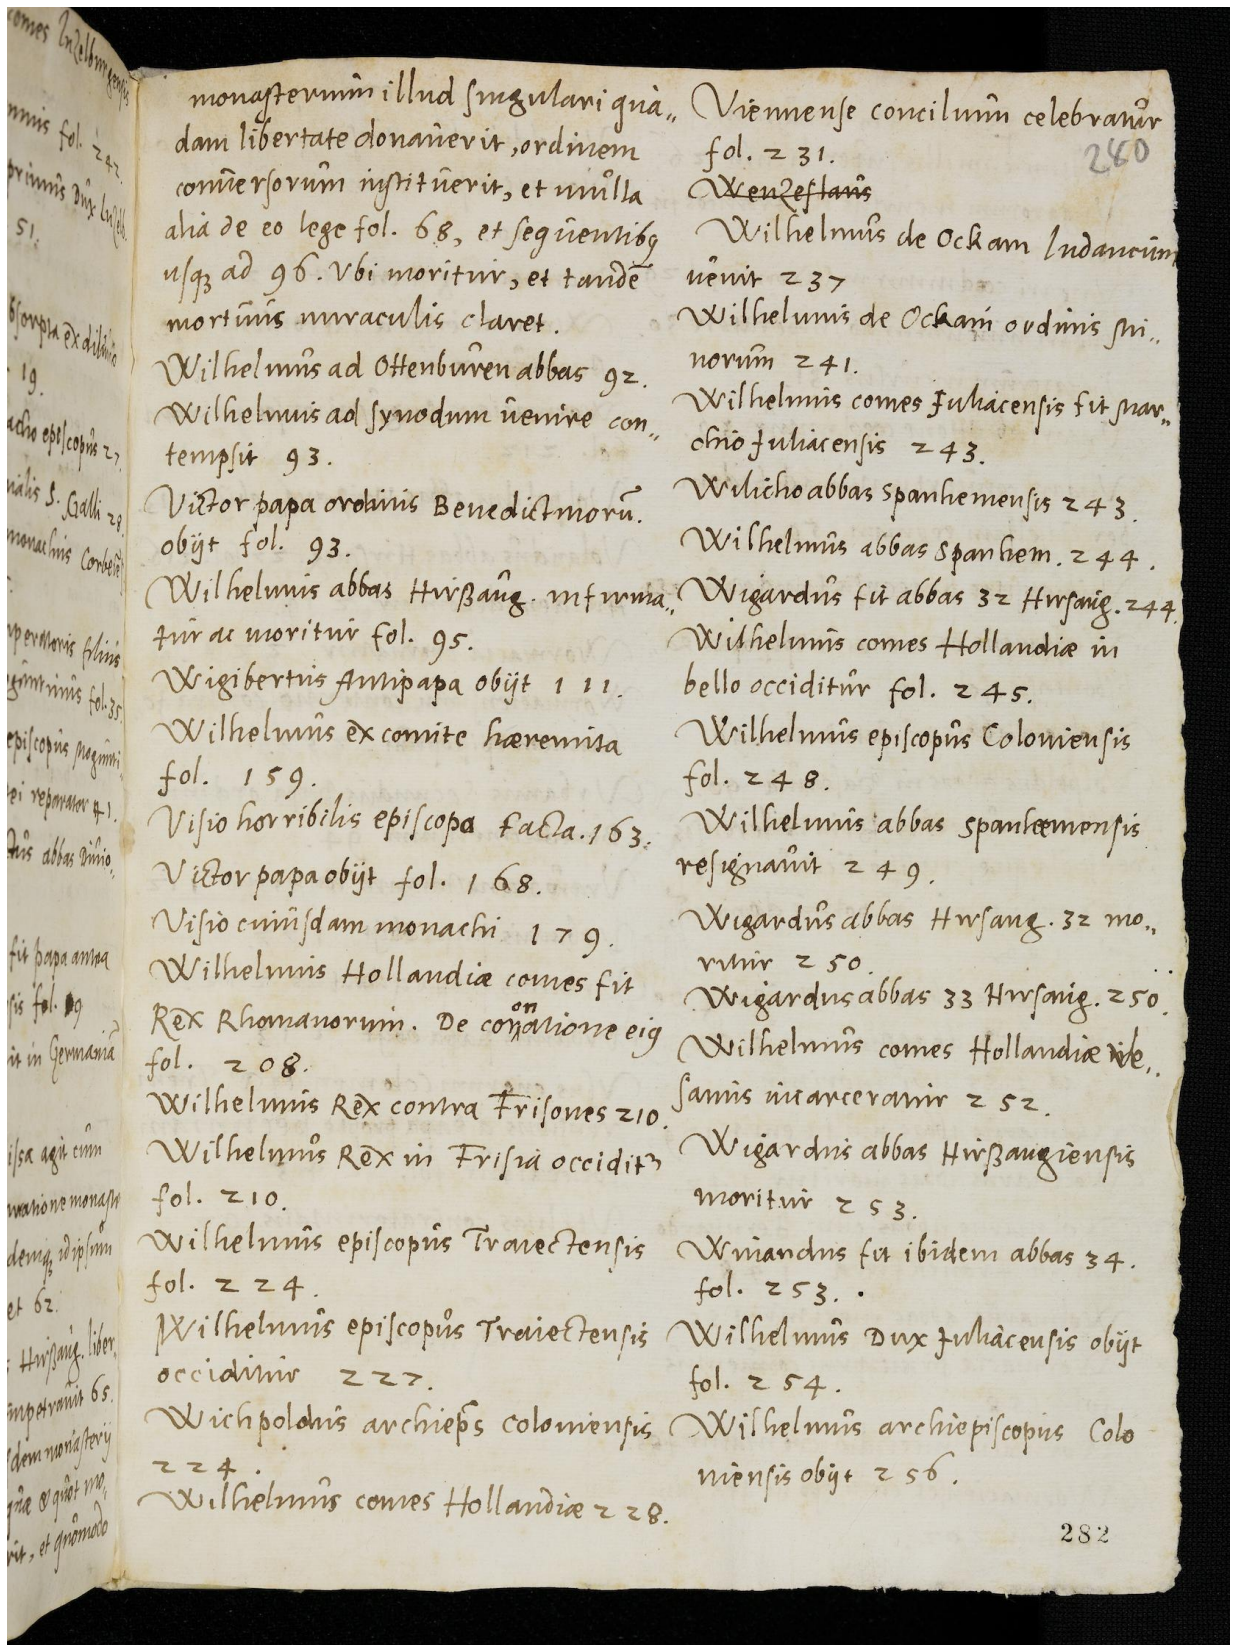 monasterium illud singulari qua„
dam libertate donauerit, ordinem
conuersorum instituerit, et multa
alia de eo lege fol. 68, et sequentibq
usqꝫ ad 96. Vbi moritur, et tandē
mortuus miraculis claret.
Wilhelmus ad Ottenburen abbas 92.
Wilhelmus ad synodum uenire con„
tempsit 93.
Victor papa ordinis Benedictinorū.
obijt fol. 93.
Wilhelmus abbas Hirßaug. infirma„
tur ac moritur fol. 95.
Wigibertus Antipapa obijt 111.
Wilhelmus ex comite hæremita
fol. 159.
Visio horribilis episcopo facta. 163.
Victor papa obijt fol. 168.
Visio cuiusdam monachi 179.
Wilhelmus Hollandiæ comes fit
Rex Rhomanorum. De coronatione eiq
fol. 208.
Wilhelmus Rex contra Frisones 210.
Wilhelmus Rex in Frisia occidit᷑
fol. 210.
Wilhelmus episcopus Traiectensis
fol. 224.
Wilhelmus episcopus Traiectensis
occiditur 227.
Wichpoldus archiep̄s Coloniensis
224.
Wilhelmus comes Hollandiæ 228.
Viennense concilium celebratur
fol. 231.
280
Wenzeslaus
Wilhelmus de Ockam
uenit 237
Wilhelmus de Ockam ordinis Mi„
norum 241.
Wilhelmus comes Juliacensis fit Mar„
chio Juliacensis 243.
Wilicho abbas Spanhemensis 243.
Wilhelmus abbas Spanhem. 244.
Wigardus fit abbas 32 Hirsaug. 244.
Wilhelmus comes Hollandiæ in
bello occiditur fol. 245.
Wilhelmus episcopus Coloniensis
fol. 248.
Wilhelmus abbas Spanhemensis
resignauit 249.
Wigardus abbas Hirsaug. 32 mo„
ritur 250.
Wigardus abbas 33 Hirsaug. 250.
Wilhelmus comes Hollandiæ ue„
sanus incarceratur 252.
Wigardus abbas Hirßaugiensis
moritur 253.
Winandus fit ibidem abbas 34.
fol. 253.
Wilhelmus Dux Juliacensis obijt
fol. 254.
Wilhelmus archiepiscopus Colo
niensis obijt 256.
282